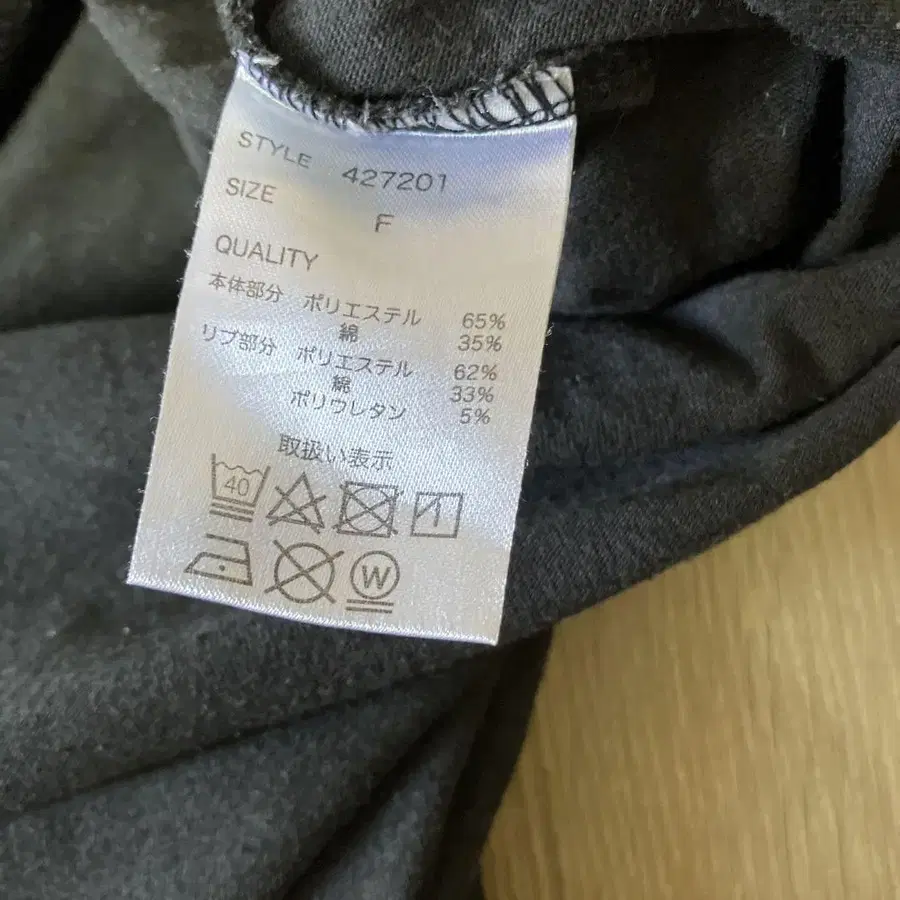 STYLE 427201
SIZE F
QUALITY
本体部分 ポリエステル 65%
綿 35%
リブ部分 ポリエステル 62%
綿 33%
ポリウレタン 5%
取扱い表示
40
W